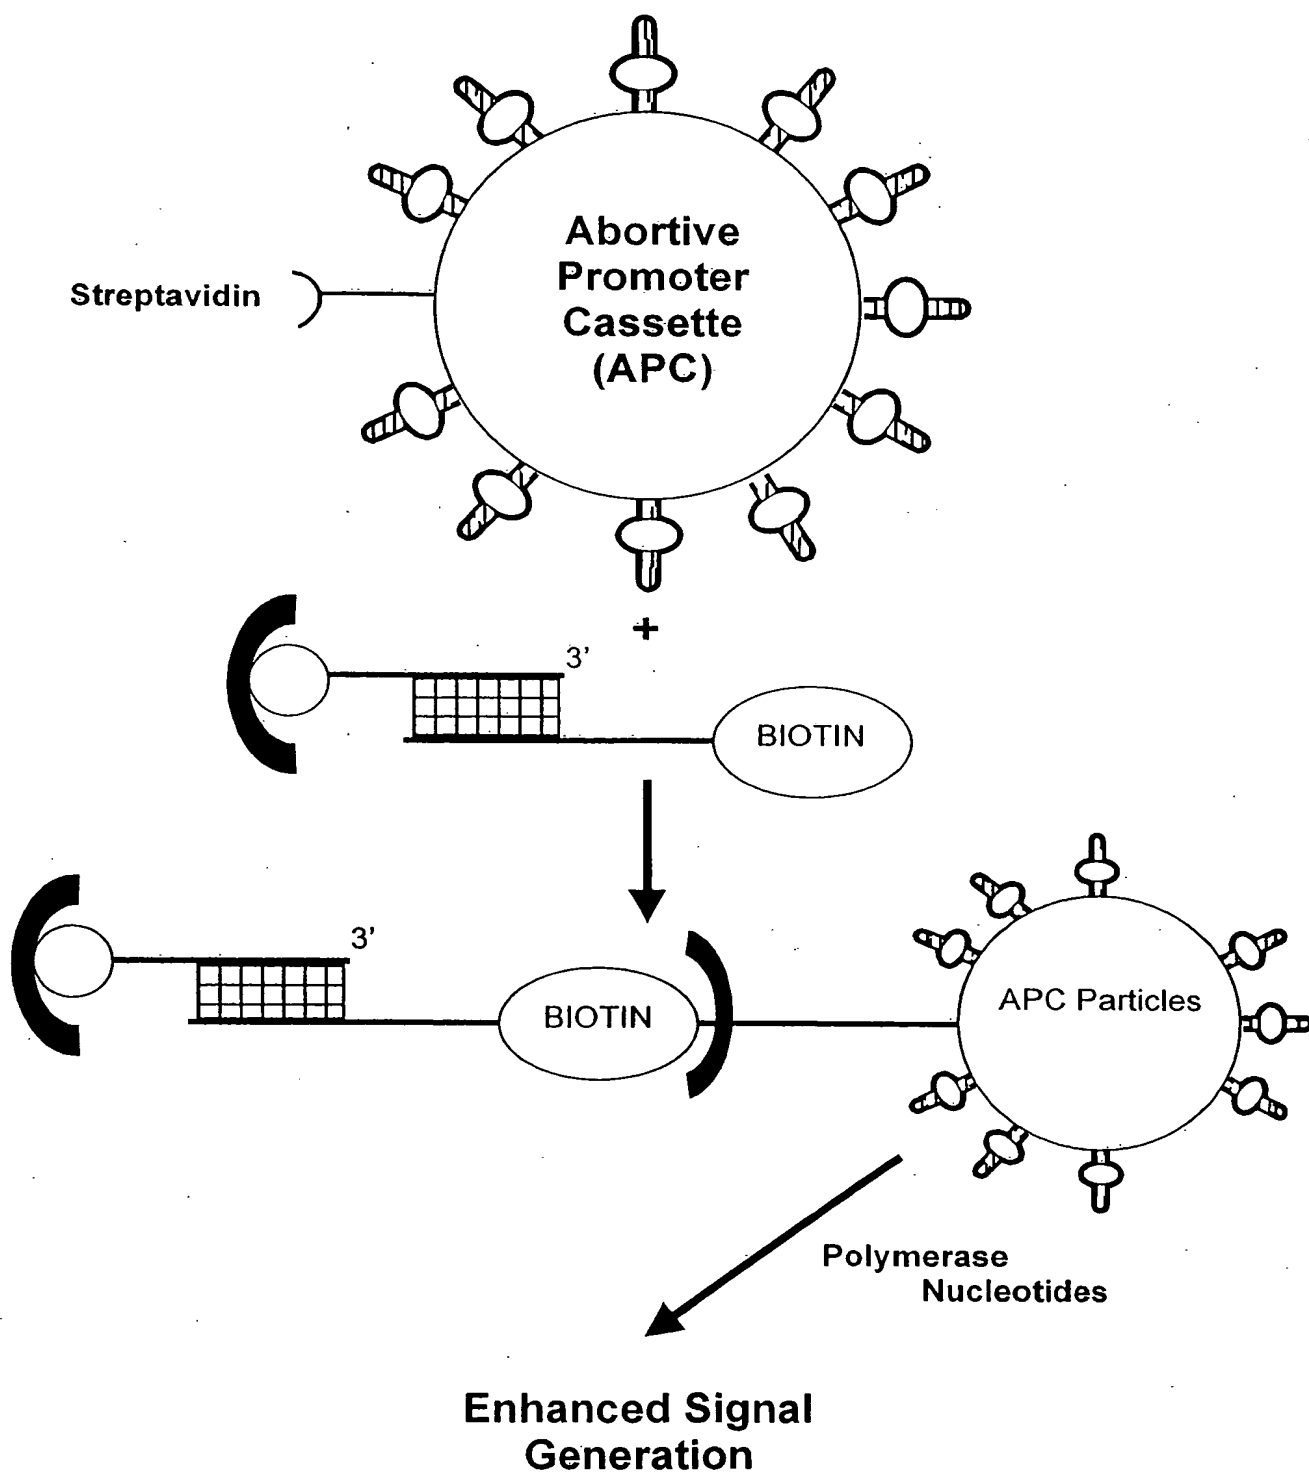 Abortive
Promoter
Cassette
(APC)
Streptavidin
+
3'
BIOTIN
3'
BIOTIN
APC Particles
Polymerase
Nucleotides
Enhanced Signal
Generation